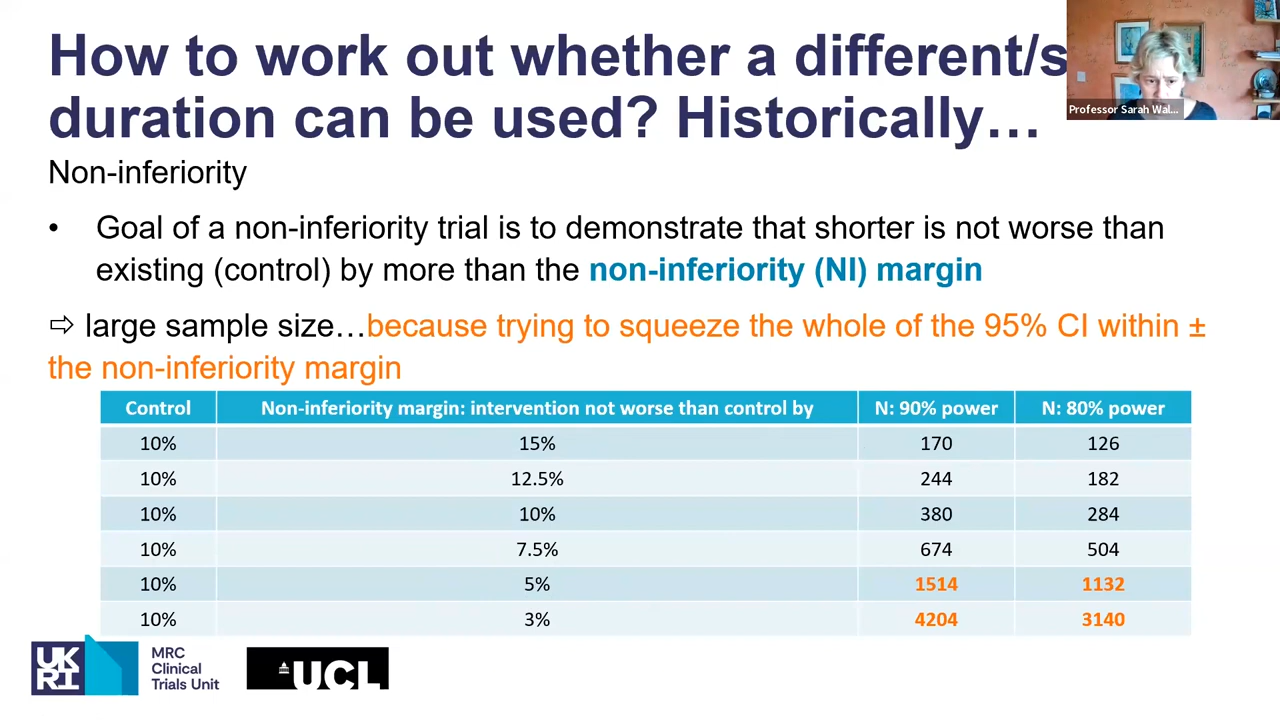 How to work out whether a different/s
duration can be used? Historically…
Professor Sarah Wal...
Non-inferiority
• Goal of a non-inferiority trial is to demonstrate that shorter is not worse than
existing (control) by more than the non-inferiority (NI) margin
⇨ large sample size…because trying to squeeze the whole of the 95% CI within ±
the non-inferiority margin
Control Non-inferiority margin: intervention not worse than control by N: 90% power N: 80% power
10% 15% 170 126
10% 12.5% 244 182
10% 10% 380 284
10% 7.5% 674 504
10% 5% 1514 1132
10% 3% 4204 3140
UK
RI
MRC
Clinical
Trials Unit
UCL